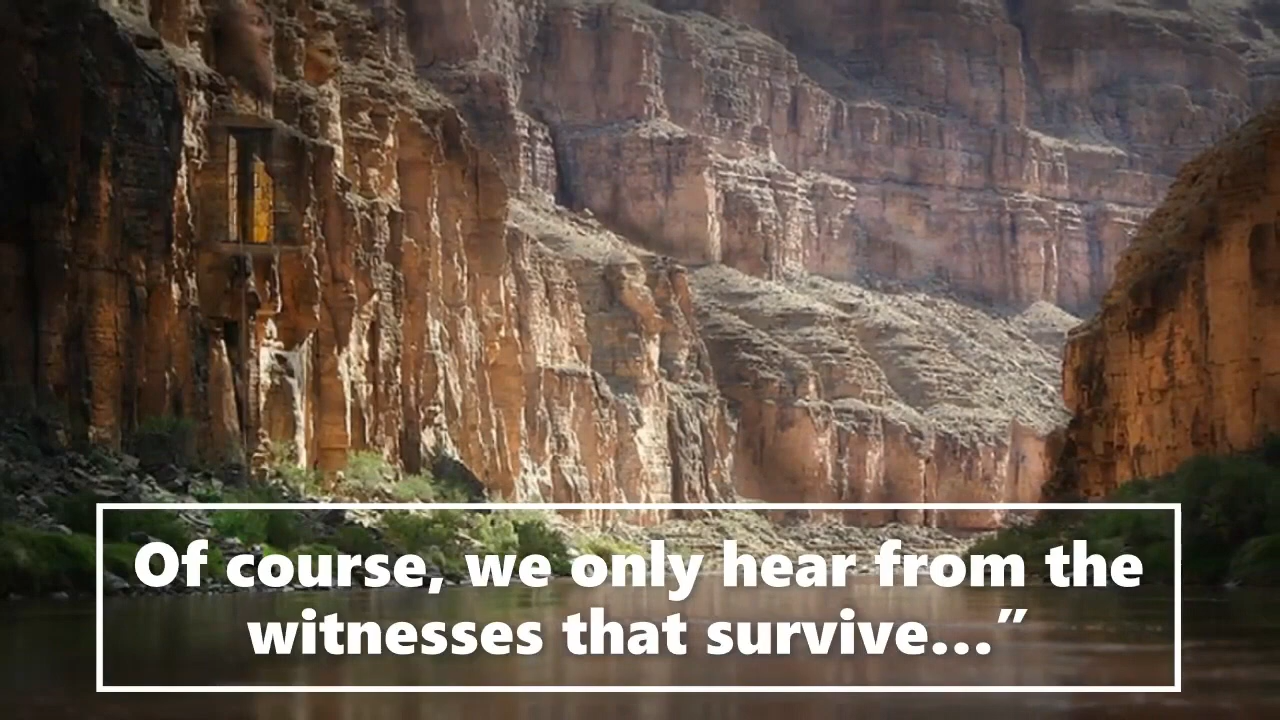 Of course, we only hear from the
witnesses that survive...”